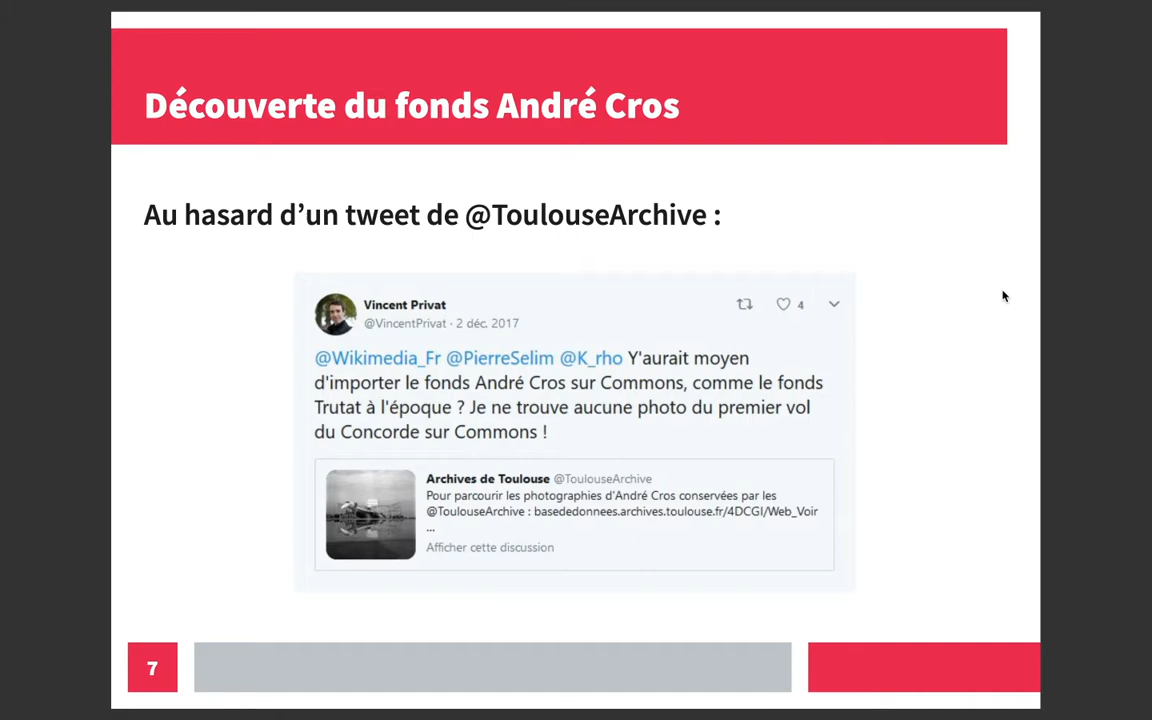 Découverte du fonds André Cros
Au hasard d’un tweet de @ToulouseArchive :
Vincent Privat
4
@VincentPrivat · 2 déc. 2017
@Wikimedia_Fr @PierreSelim @K_rho Y'aurait moyen
d'importer le fonds André Cros sur Commons, comme le fonds
Trutat à l'époque ? Je ne trouve aucune photo du premier vol
du Concorde sur Commons !
Archives de Toulouse @ToulouseArchive
Pour parcourir les photographies d'André Cros conservées par les
@ToulouseArchive : basededonnees.archives.toulouse.fr/4DCGI/Web_Voir
...
Afficher cette discussion
7